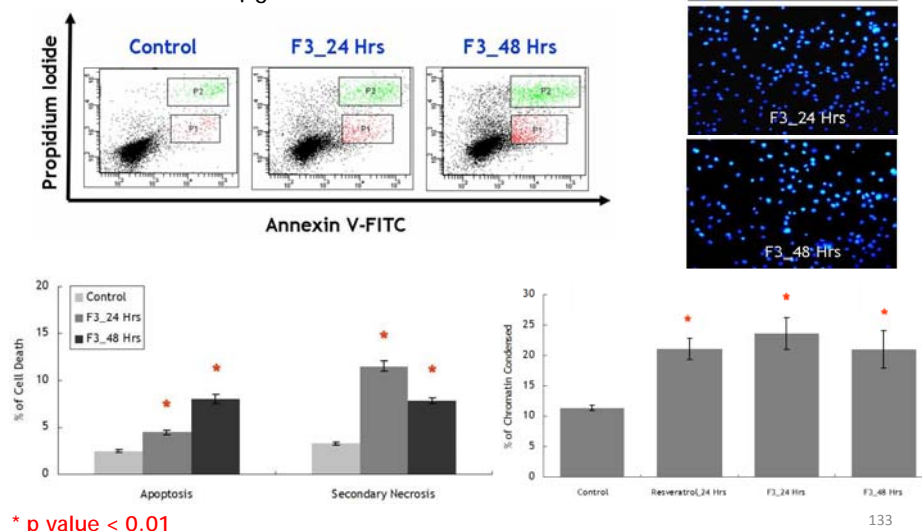 Control
F3_24 Hrs
F3_48 Hrs
Propidium Iodide
P2
P1
P2
P1
P2
P1
Annexin V-FITC
F3_24 Hrs
F3_48 Hrs
% of Cell Death
20
15
10
5
0
Control
F3_24 Hrs
F3_48 Hrs
*
*
*
*
Apoptosis
Secondary Necrosis
% of Chromatin Condensed
30
25
20
15
10
5
0
*
*
*
Control
Resveratrol_24 Hrs
F3_24 Hrs
F3_48 Hrs
* p value < 0.01
133